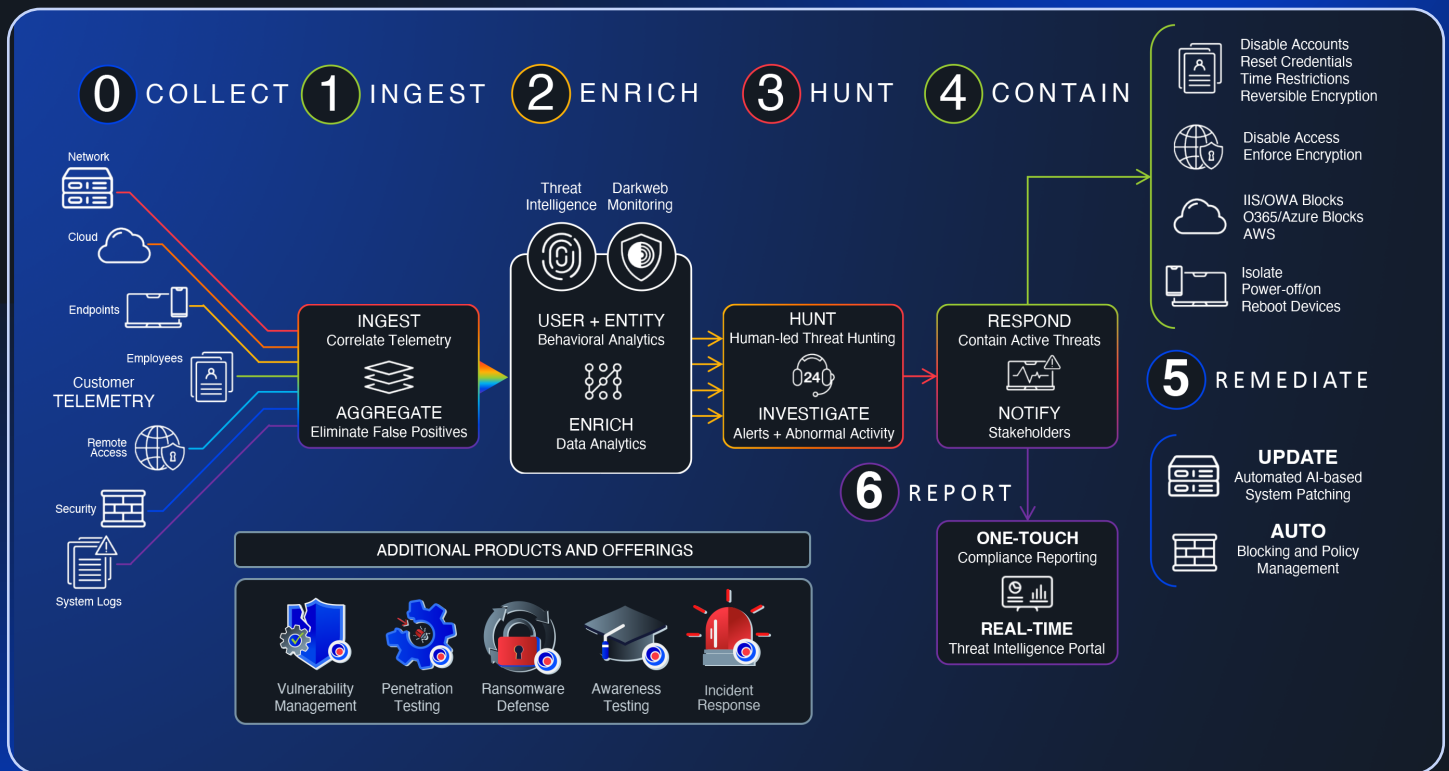 0 COLLECT
1 INGEST
2 ENRICH
3 HUNT
4 CONTAIN
Network
Cloud
Endpoints
Employees
Customer
TELEMETRY
Remote
Access
Security
System Logs
INGEST
Correlate Telemetry
AGGREGATE
Eliminate False Positives
Threat
Intelligence
Darkweb
Monitoring
USER + ENTITY
Behavioral Analytics
ENRICH
Data Analytics
HUNT
Human-led Threat Hunting
24
INVESTIGATE
Alerts + Abnormal Activity
RESPOND
Contain Active Threats
NOTIFY
Stakeholders
Disable Accounts
Reset Credentials
Time Restrictions
Reversible Encryption
Disable Access
Enforce Encryption
IIS/OWA Blocks
O365/Azure Blocks
AWS
Isolate
Power-off/on
Reboot Devices
5 REMEDIATE
UPDATE
Automated AI-based
System Patching
AUTO
Blocking and Policy
Management
6 REPORT
ONE-TOUCH
Compliance Reporting
REAL-TIME
Threat Intelligence Portal
ADDITIONAL PRODUCTS AND OFFERINGS
Vulnerability
Management
Penetration
Testing
Ransomware
Defense
Awareness
Testing
Incident
Response